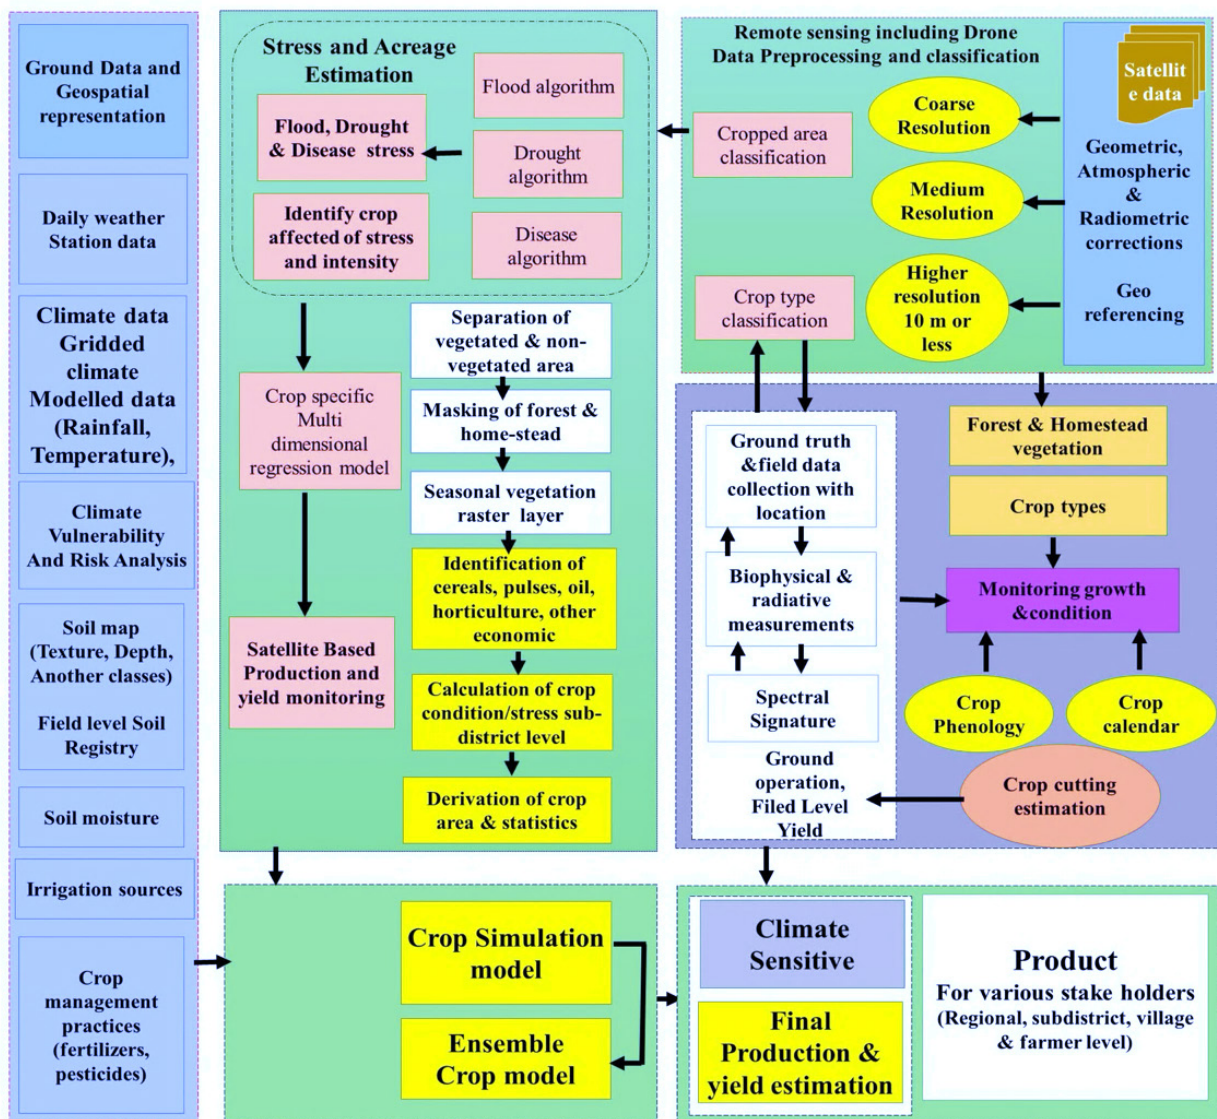 Ground Data and
Geospatial
representation
Daily weather
Station data
Climate data
Gridded
climate
Modelled data
(Rainfall,
Temperature),
Climate
Vulnerability
And Risk Analysis
Soil map
(Texture, Depth,
Another classes)
Field level Soil
Registry
Soil moisture
Irrigation sources
Crop
management
practices
(fertilizers,
pesticides)
Stress and Acreage
Estimation
Flood, Drought
& Disease stress
Identify crop
affected of stress
and intensity
Flood algorithm
Drought
algorithm
Disease
algorithm
Crop specific
Multi
dimensional
regression model
Satellite Based
Production and
yield monitoring
Separation of
vegetated & non-
vegetated area
Masking of forest &
home-stead
Seasonal vegetation
raster layer
Identification of
cereals, pulses, oil,
horticulture, other
economic
Calculation of crop
condition/stress sub-
district level
Derivation of crop
area & statistics
Remote sensing including Drone
Data Preprocessing and classification
Cropped area
classification
Crop type
classification
Coarse
Resolution
Medium
Resolution
Higher
resolution
10 m or
less
Satellit
e data
Geometric,
Atmospheric
&
Radiometric
corrections
Geo
referencing
Ground truth
&field data
collection with
location
Biophysical &
radiative
measurements
Spectral
Signature
Ground
operation,
Filed Level
Yield
Forest & Homestead
vegetation
Crop types
Monitoring growth
&condition
Crop
Phenology
Crop
calendar
Crop cutting
estimation
Crop Simulation
model
Ensemble
Crop model
Climate
Sensitive
Final
Production &
yield estimation
Product
For various stake holders
(Regional, subdistrict, village
& farmer level)